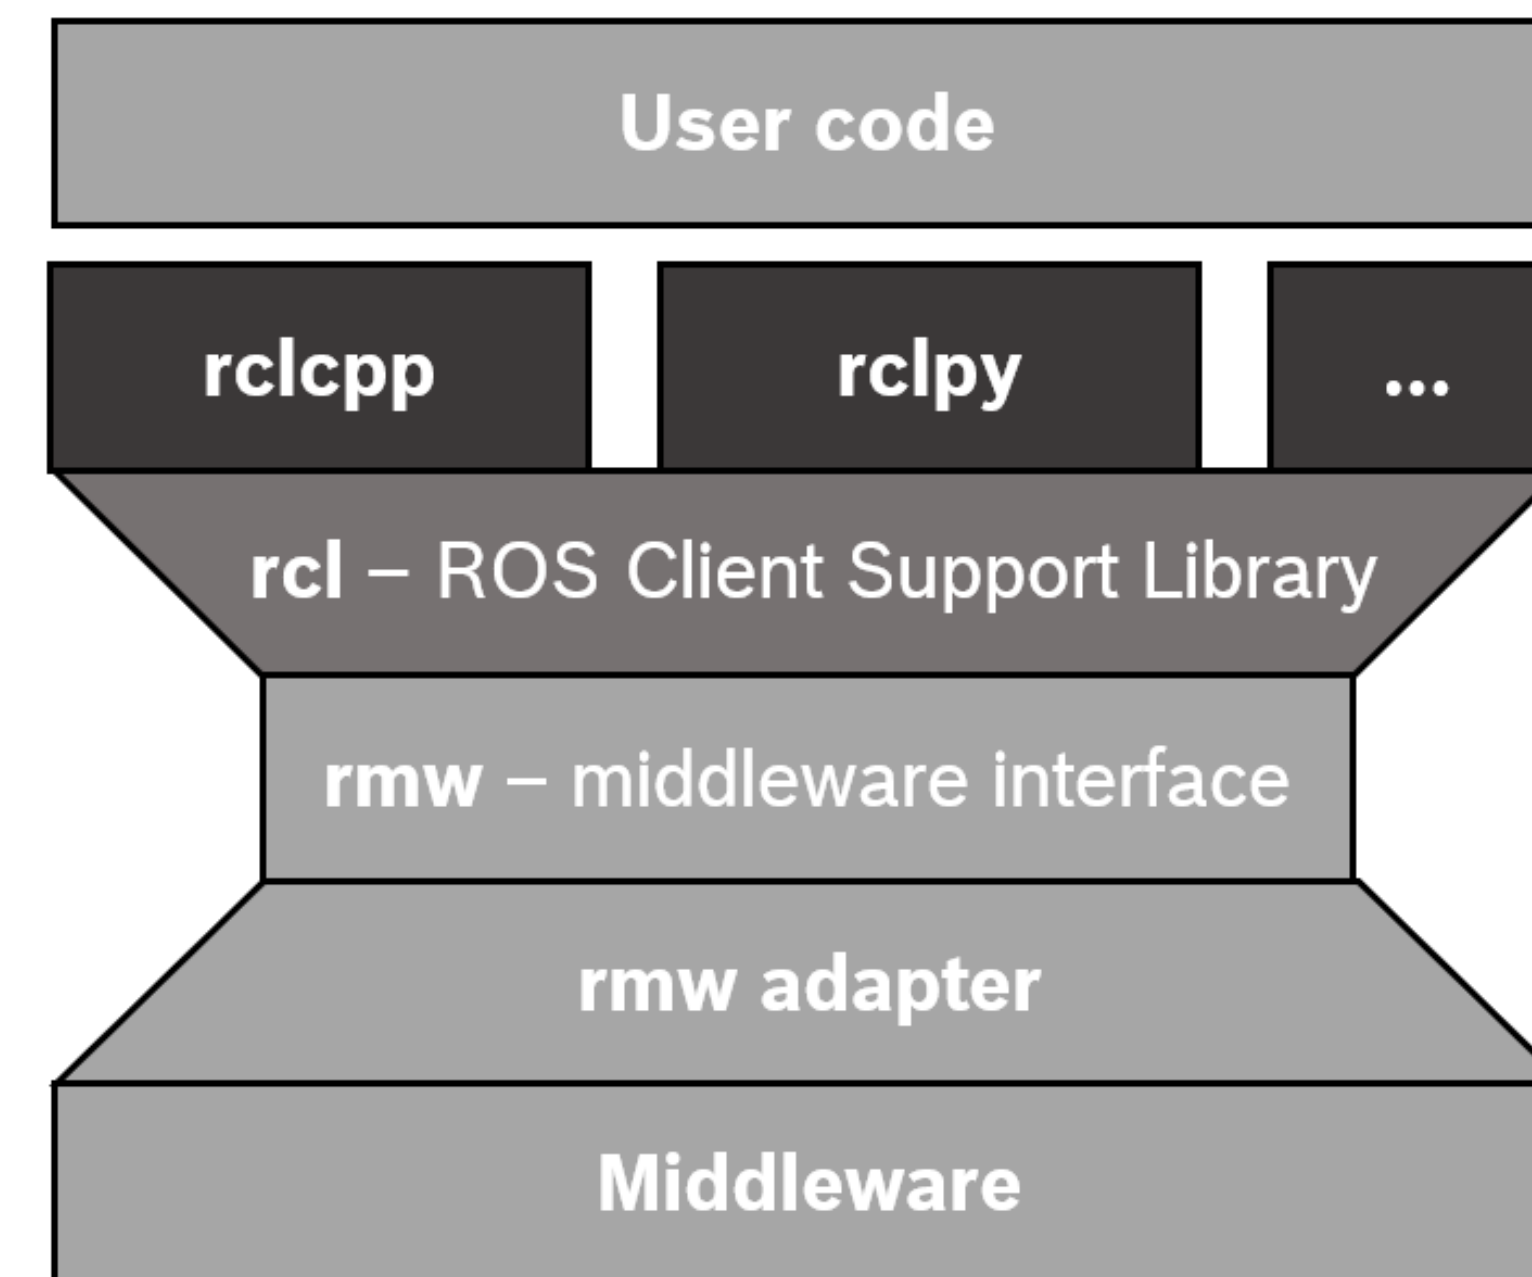 User code
rclcpp rclpy ...
rcl – ROS Client Support Library
rmw – middleware interface
rmw adapter
Middleware